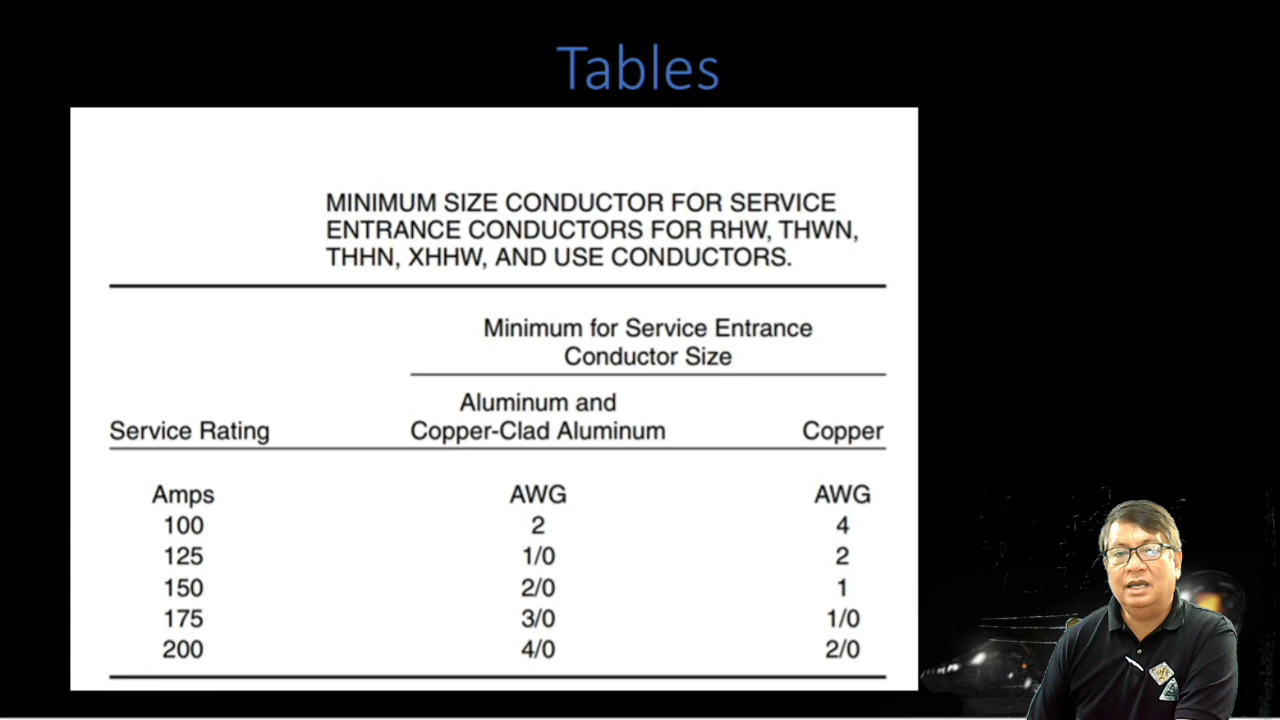 Tables
MINIMUM SIZE CONDUCTOR FOR SERVICE
ENTRANCE CONDUCTORS FOR RHW, THWN,
THHN, XHHW, AND USE CONDUCTORS.
Minimum for Service Entrance
Conductor Size
Aluminum and
Service Rating Copper-Clad Aluminum Copper
Amps AWG AWG
100 2 4
125 1/0 2
150 2/0 1
175 3/0 1/0
200 4/0 2/0